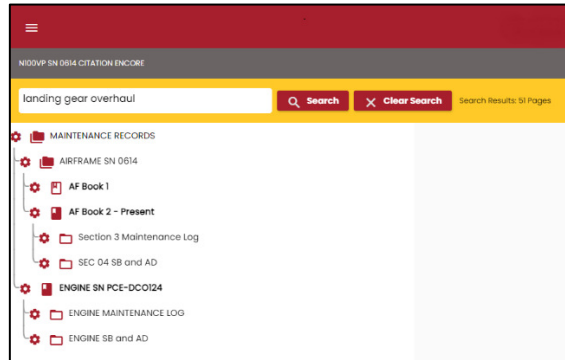 N100VP SN 0614 CITATION ENCORE
landing gear overhaul
Search
Clear Search
Search Results: 51 Pages
MAINTENANCE RECORDS
AIRFRAME SN 0614
AF Book 1
AF Book 2 - Present
Section 3 Maintenance Log
SEC 04 SB and AD
ENGINE SN PCE-DC0124
ENGINE MAINTENANCE LOG
ENGINE SB and AD